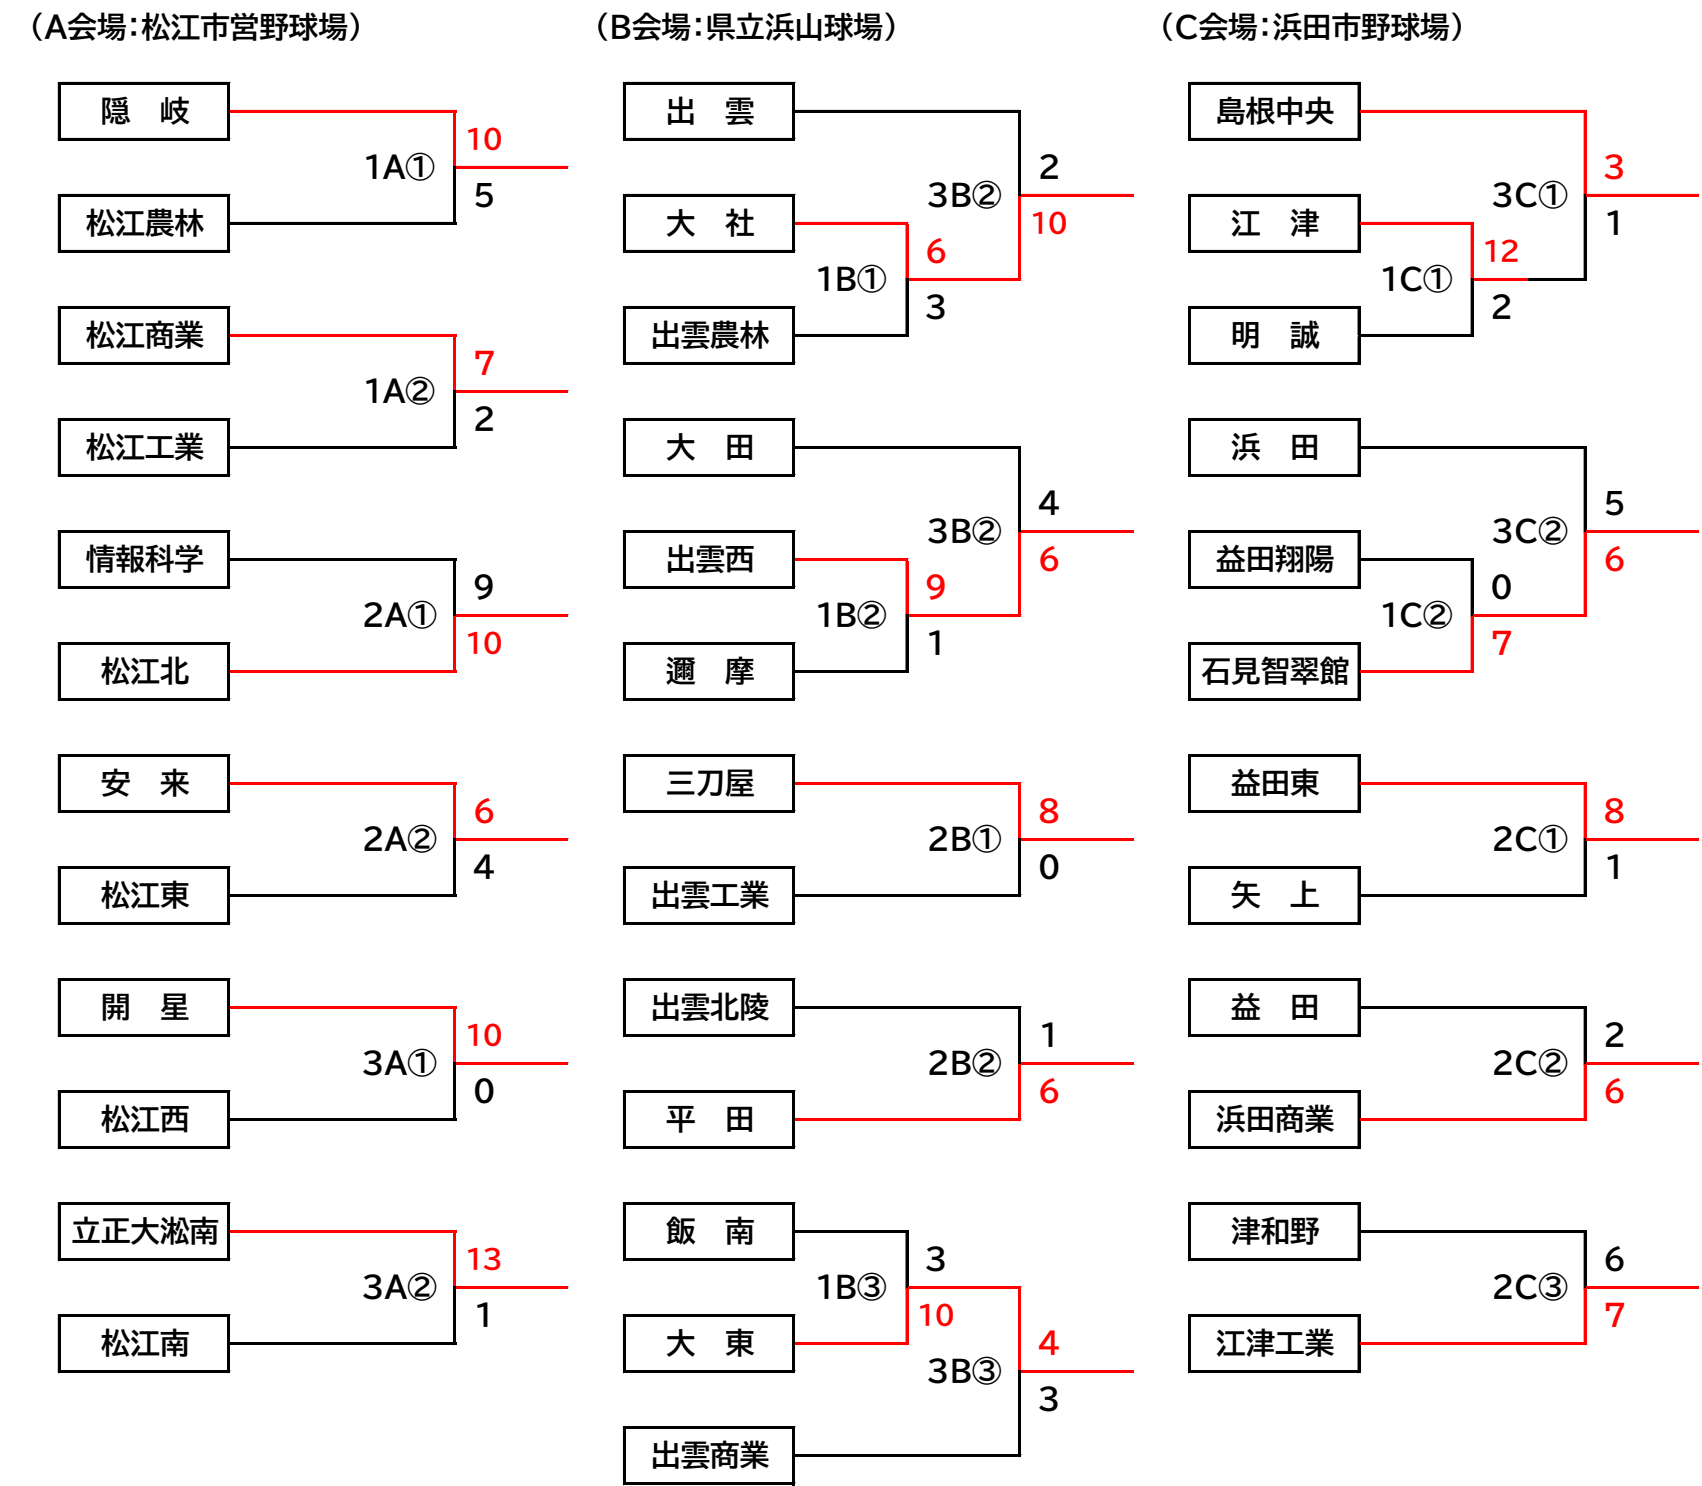 （A会場：松江市営野球場）
隠　岐
10
1A①
5
松江農林
松江商業
7
1A②
2
松江工業
情報科学
9
2A①
10
松江北
安　来
6
2A②
4
松江東
開　星
10
3A①
0
松江西
立正大淞南
13
3A②
1
松江南
（B会場：県立浜山球場）
出　雲
2
3B②
10
大　社
6
1B①
3
出雲農林
大　田
4
3B②
6
出雲西
9
1B②
1
邇　摩
三刀屋
8
2B①
0
出雲工業
出雲北陵
1
2B②
6
平　田
飯　南
3
1B③
10
大　東
4
3B③
3
出雲商業
（C会場：浜田市野球場）
島根中央
3
3C①
1
江　津
12
1C①
2
明　誠
浜　田
5
3C②
6
益田翔陽
0
1C②
7
石見智翠館
益田東
8
2C①
1
矢　上
益　田
2
2C②
6
浜田商業
津和野
6
2C③
7
江津工業